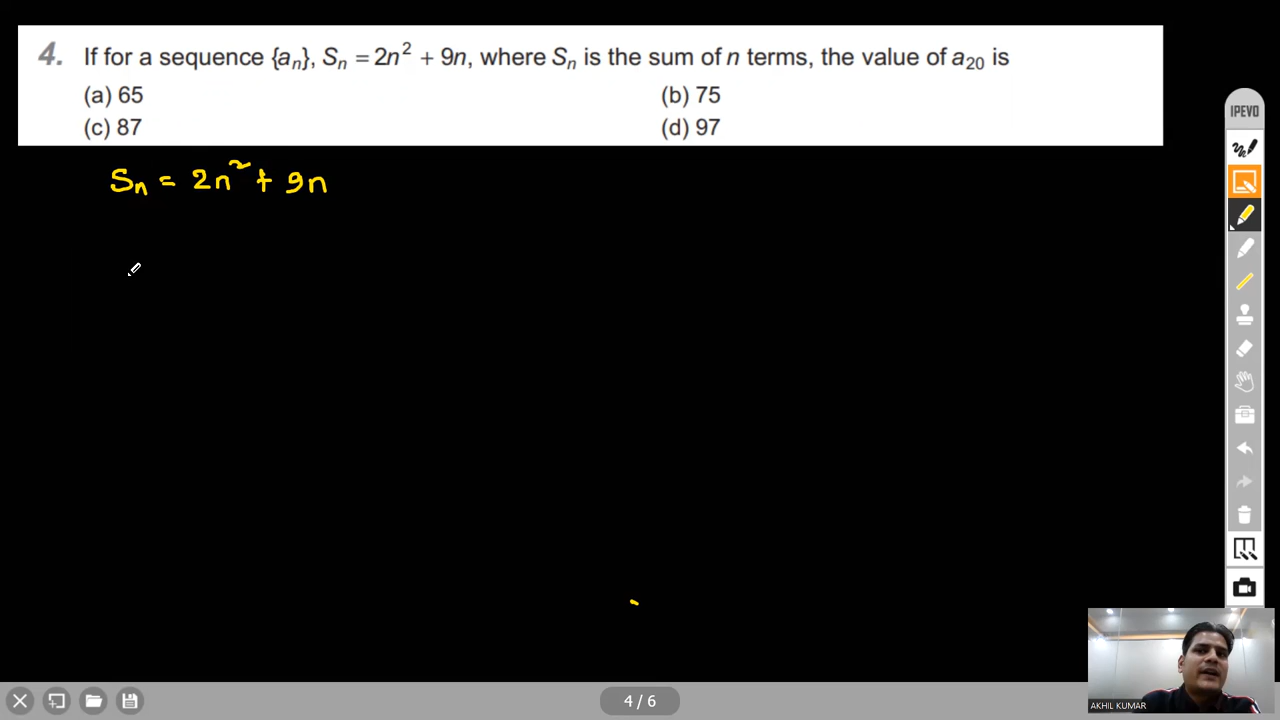 4. If for a sequence {aₙ}, Sₙ = 2n² + 9n, where Sₙ is the sum of n terms, the value of a₂₀ is
(a) 65 (b) 75
(c) 87 (d) 97
Sₙ = 2n² + 9n
IPEVO
4 / 6
AKHIL KUMAR